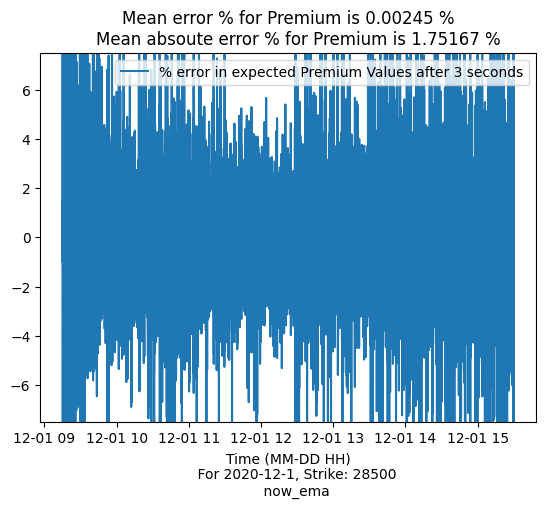 Mean error % for Premium is 0.00245 %
Mean absoute error % for Premium is 1.75167 %
% error in expected Premium Values after 3 seconds
6
4
2
0
−2
−4
−6
12-01 09 12-01 10 12-01 11 12-01 12 12-01 13 12-01 14 12-01 15
Time (MM-DD HH)
For 2020-12-1, Strike: 28500
now_ema